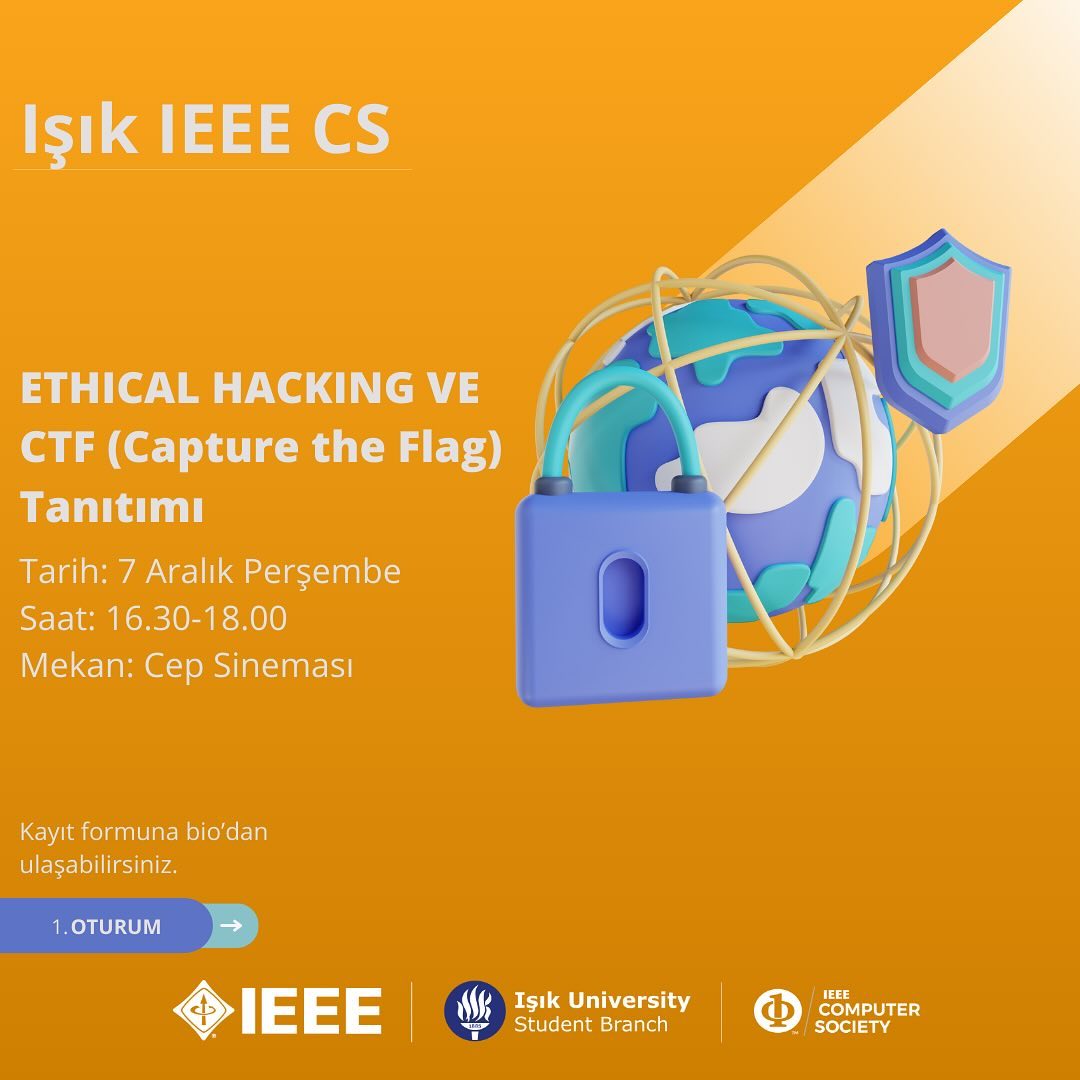 Işık IEEE CS
ETHICAL HACKING VE
CTF (Capture the Flag)
Tanıtımı
Tarih: 7 Aralık Perşembe
Saat: 16.30-18.00
Mekan: Cep Sineması
Kayıt formuna bio’dan
ulaşabilirsiniz.
1.OTURUM
IEEE
1885
Işık University
Student Branch
IEEE
COMPUTER
SOCIETY